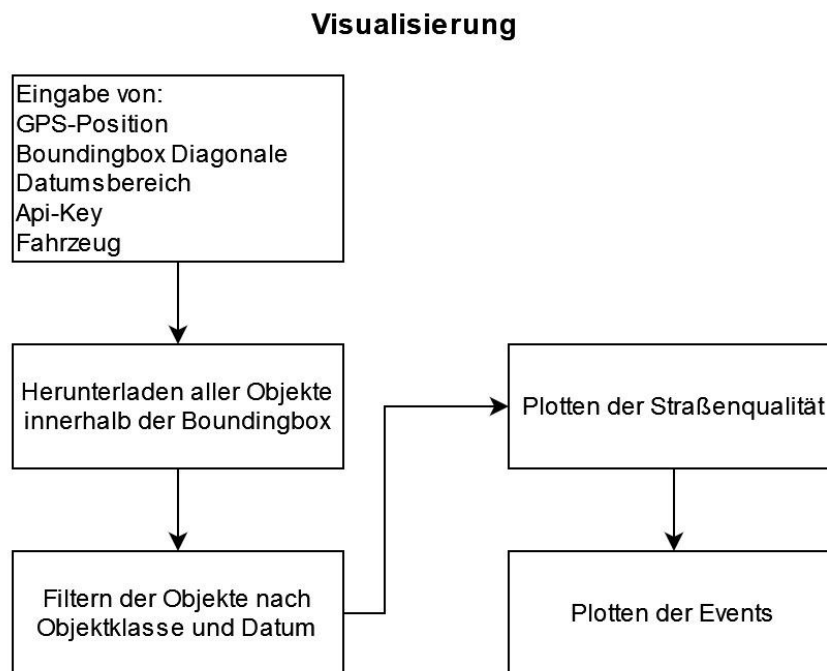 Visualisierung
Eingabe von:
GPS-Position
Boundingbox Diagonale
Datumsbereich
Api-Key
Fahrzeug
Herunterladen aller Objekte
innerhalb der Boundingbox
Filtern der Objekte nach
Objektklasse und Datum
Plotten der Straßenqualität
Plotten der Events